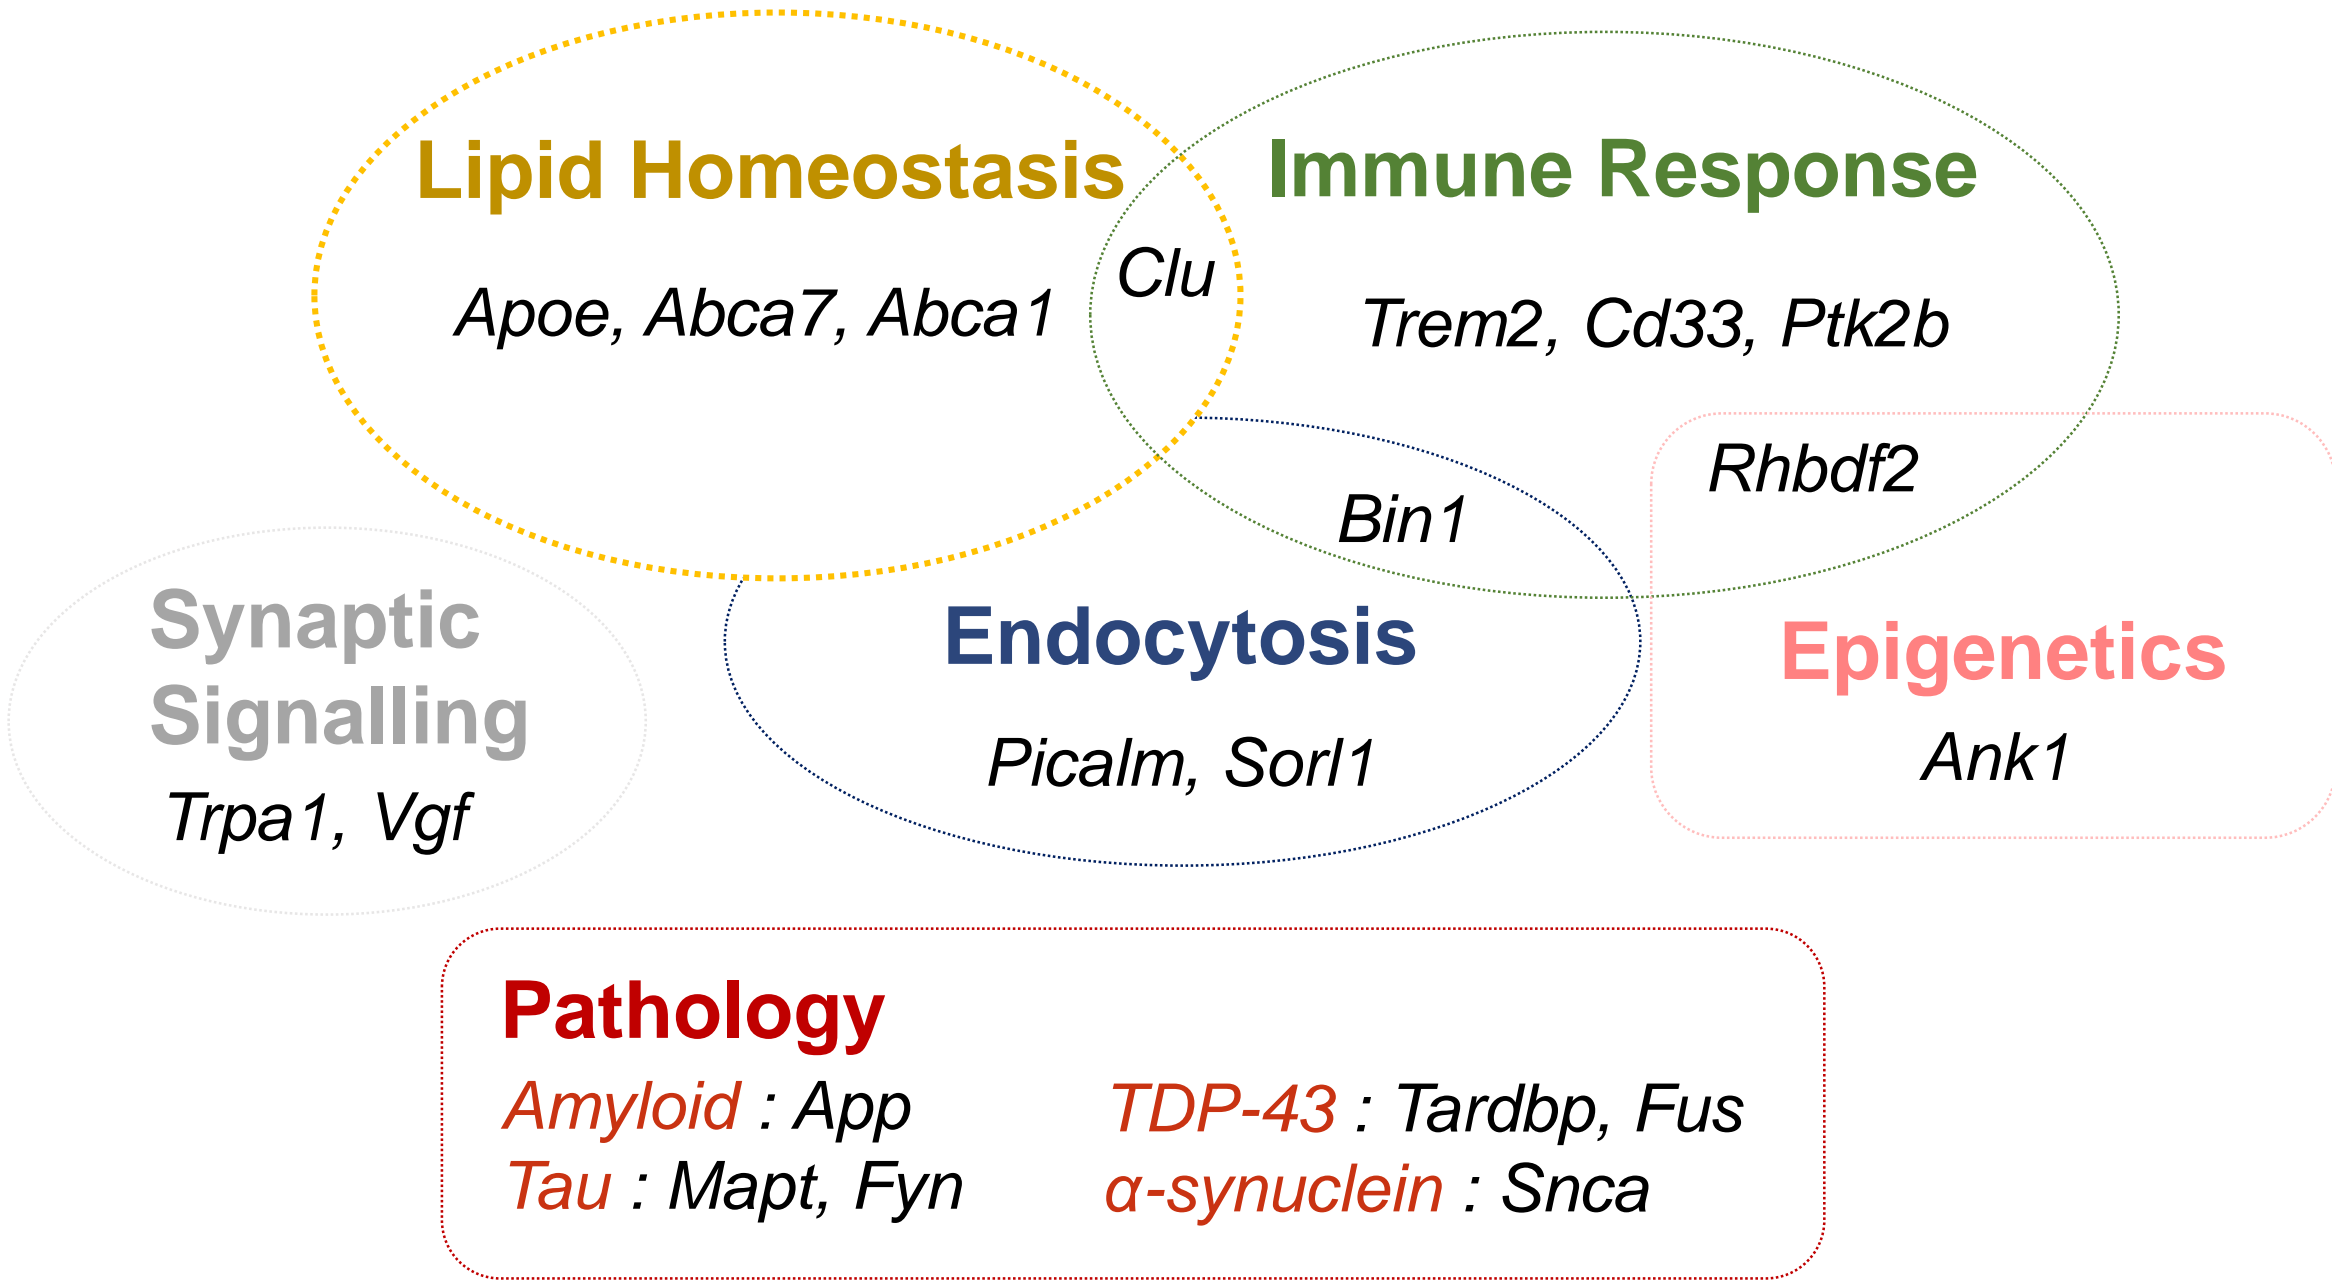 Lipid Homeostasis
Immune Response
Clu
Apoe, Abca7, Abca1
Trem2, Cd33, Ptk2b
Rhbdf2
Bin1
Synaptic
Signalling
Trpa1, Vgf
Endocytosis
Picalm, Sorl1
Epigenetics
Ank1
Pathology
Amyloid : App
Tau : Mapt, Fyn
TDP-43 : Tardbp, Fus
α-synuclein : Snca